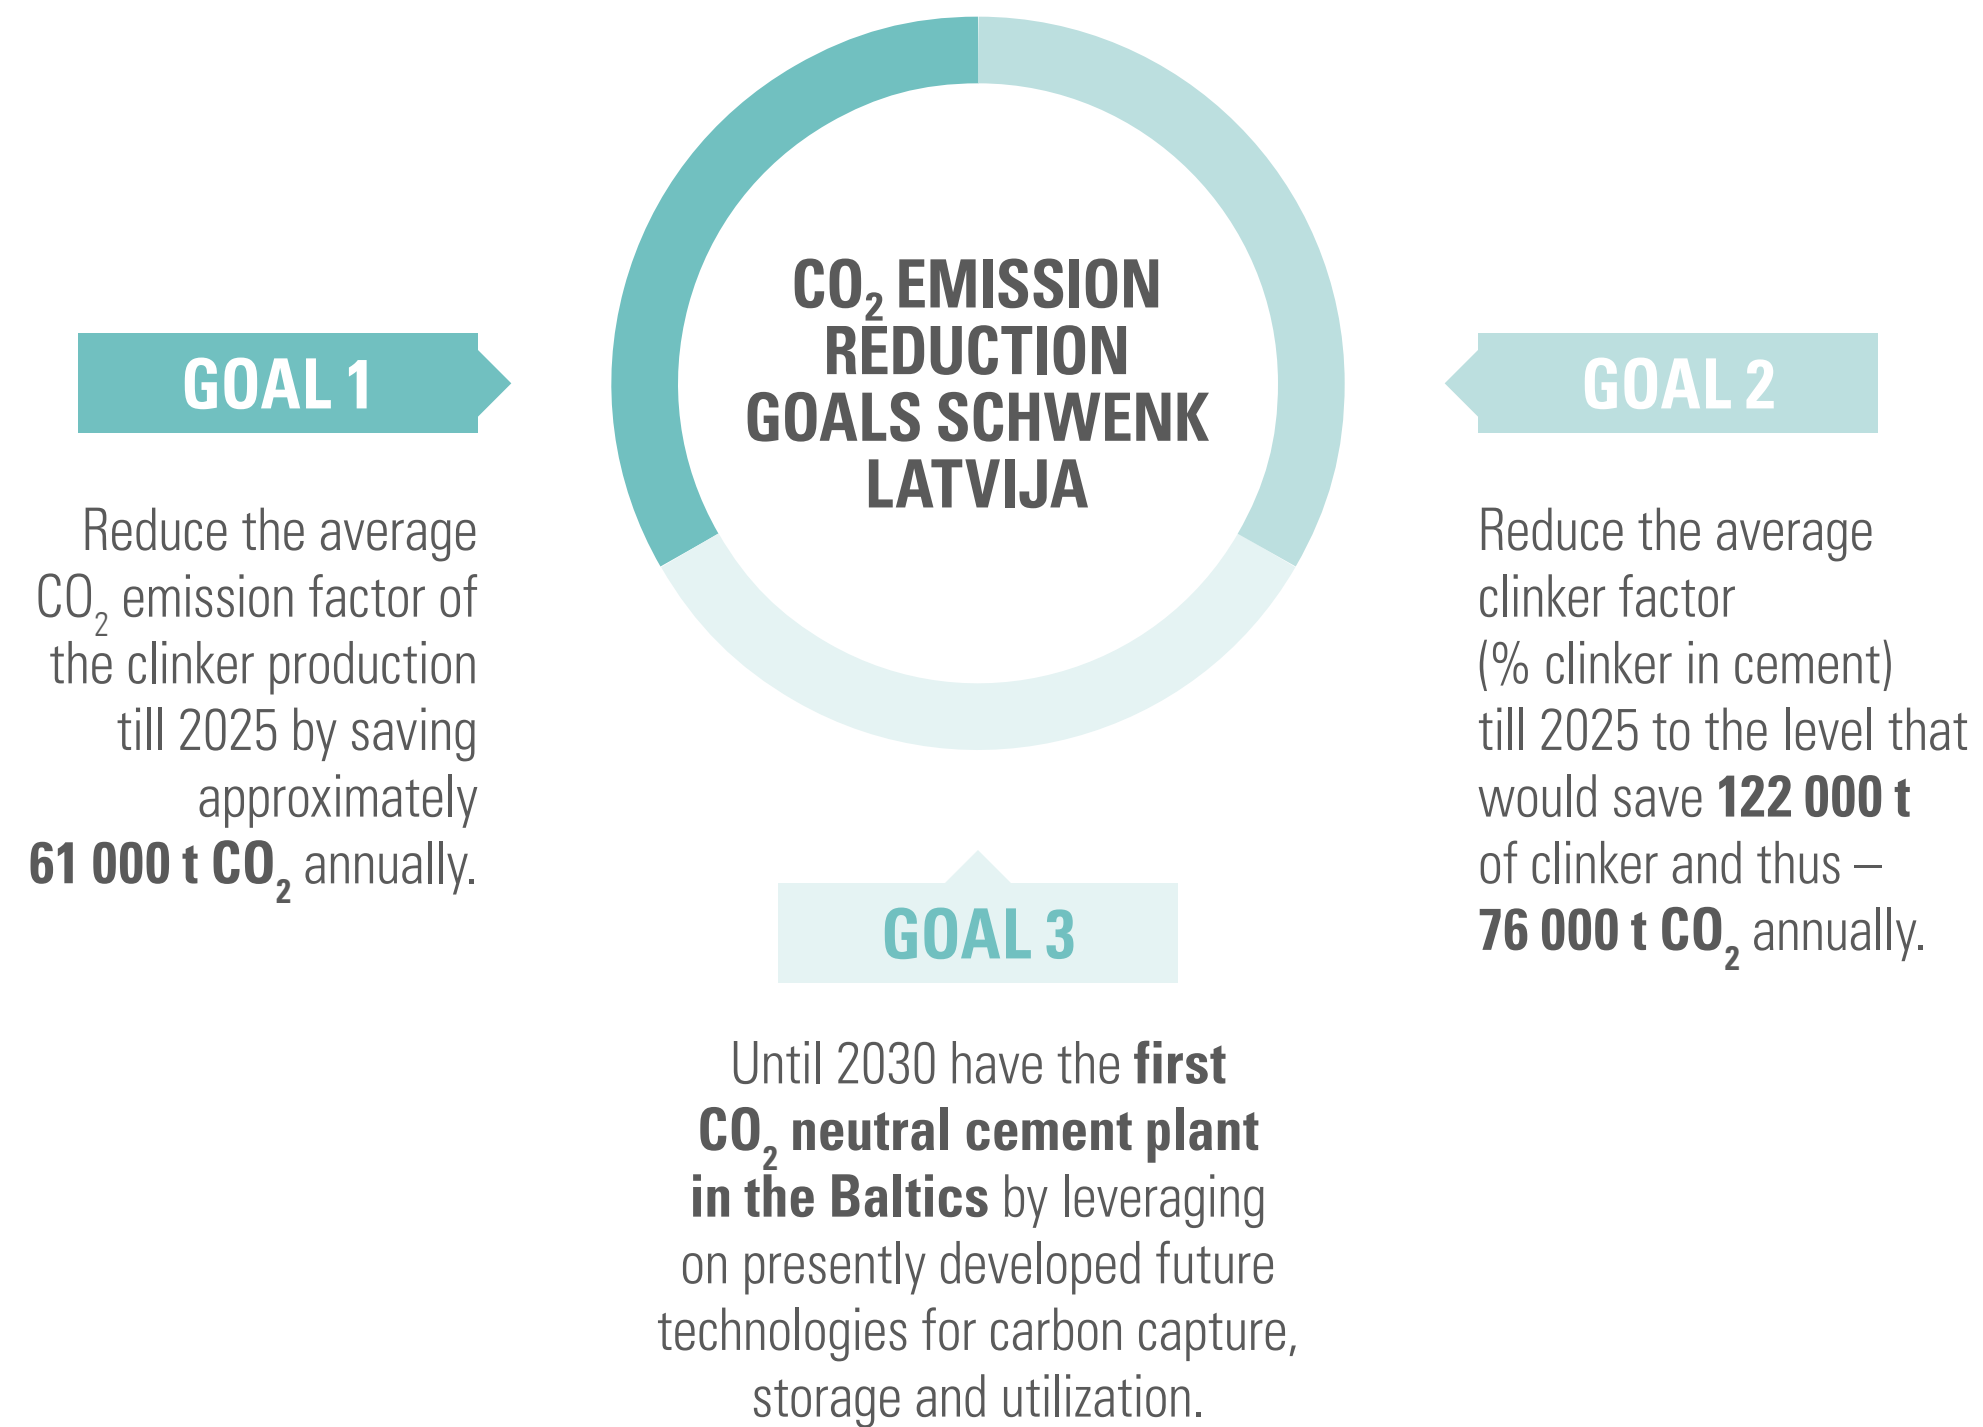 CO₂ EMISSION
REDUCTION
GOALS SCHWENK
LATVIJA
GOAL 1
Reduce the average
CO₂ emission factor of
the clinker production
till 2025 by saving
approximately
61 000 t CO₂ annually.
GOAL 2
Reduce the average
clinker factor
(% clinker in cement)
till 2025 to the level that
would save 122 000 t
of clinker and thus –
76 000 t CO₂ annually.
GOAL 3
Until 2030 have the first
CO₂ neutral cement plant
in the Baltics by leveraging
on presently developed future
technologies for carbon capture,
storage and utilization.